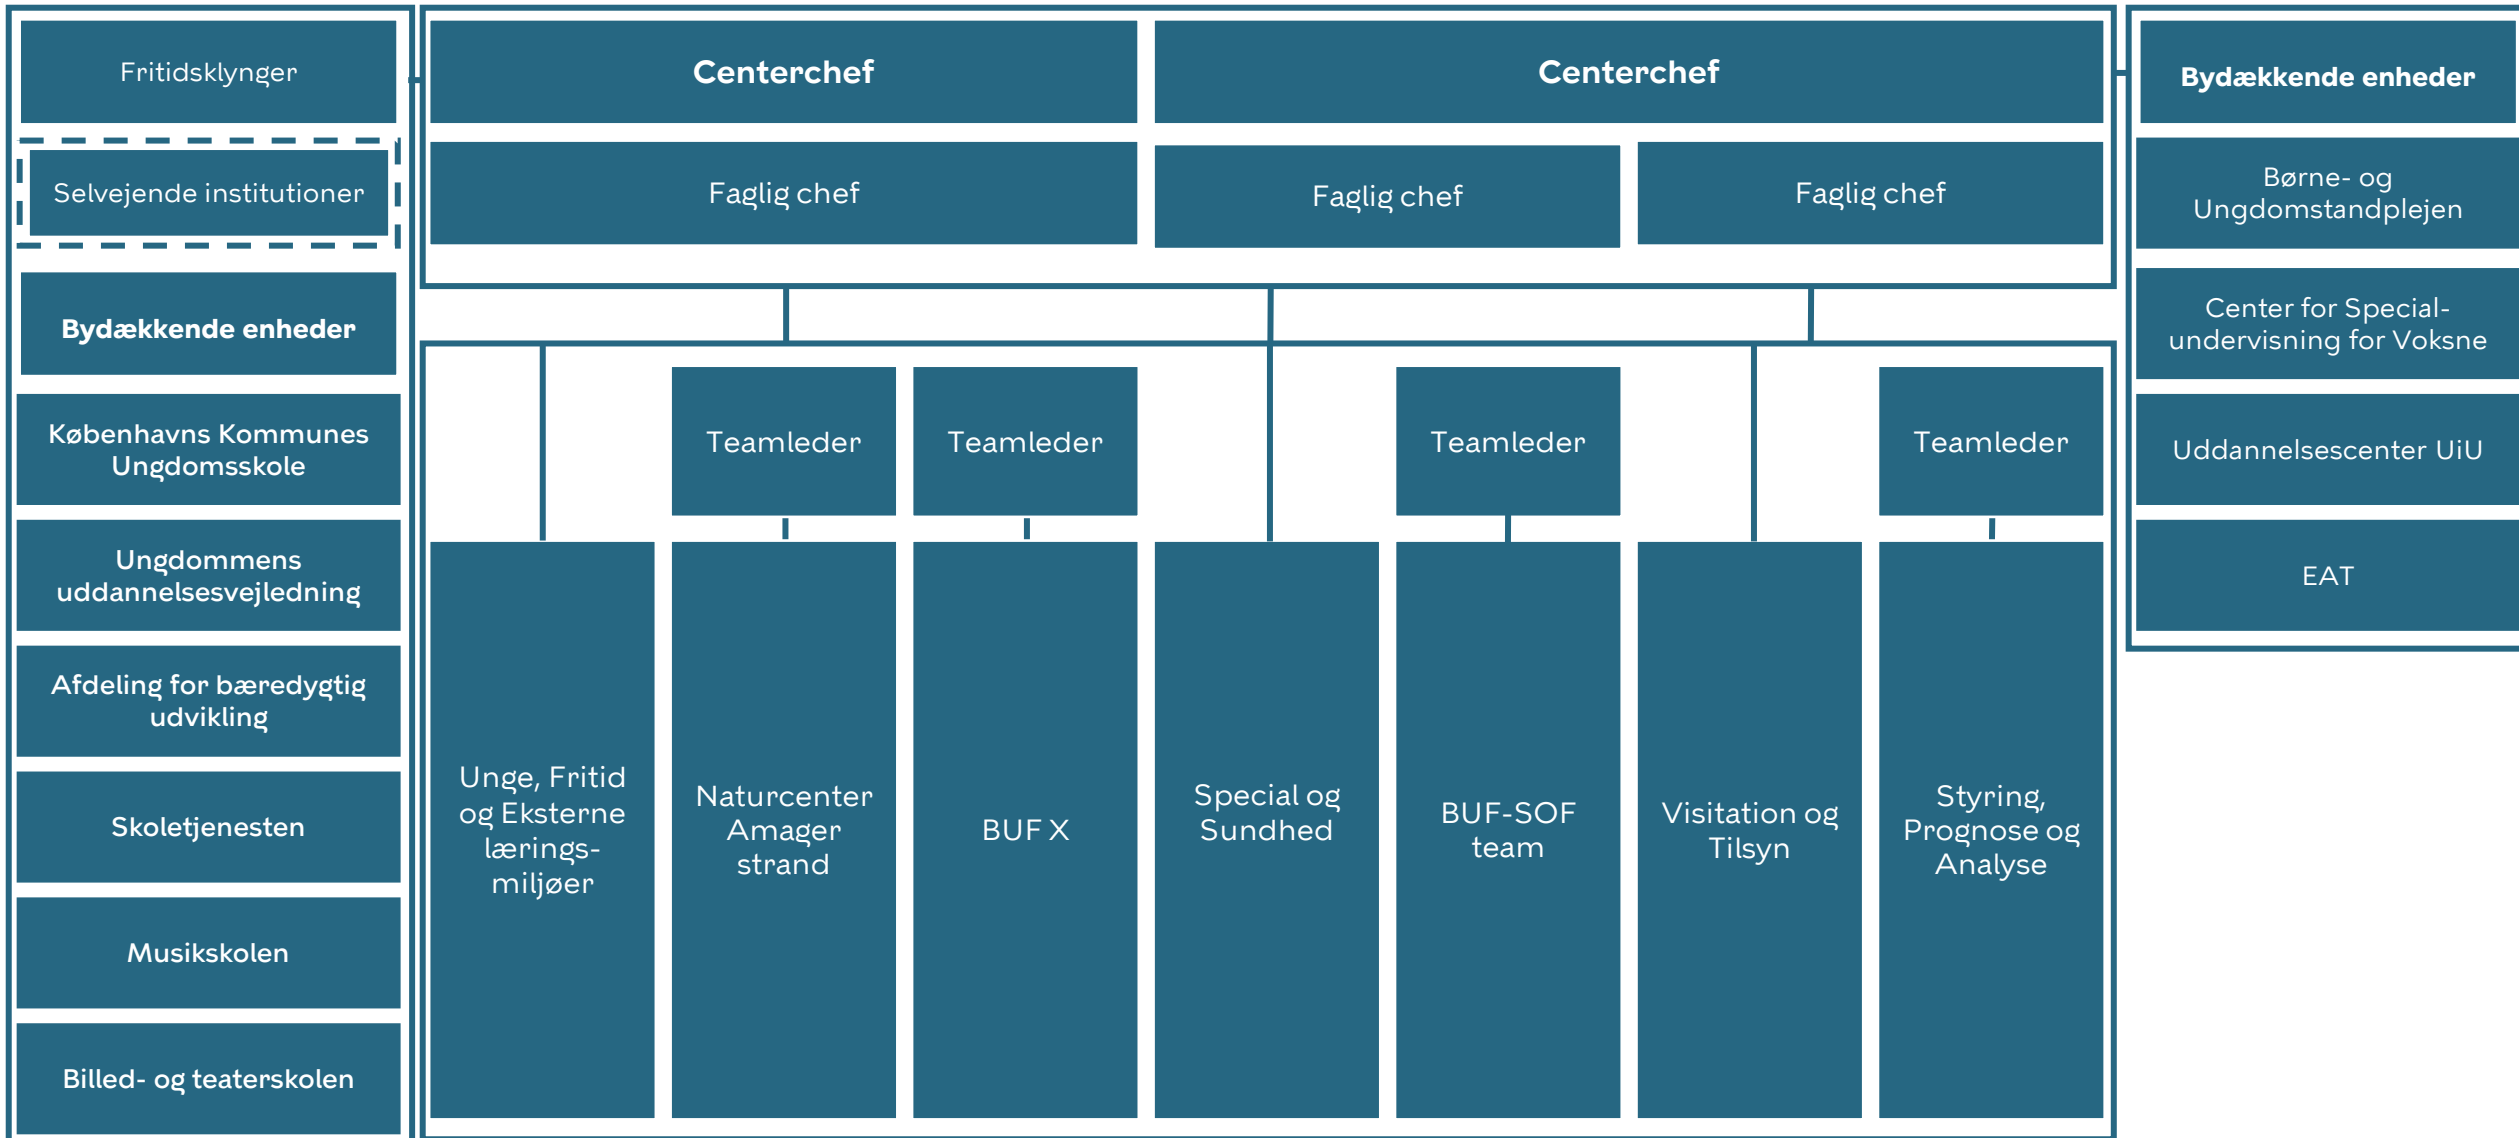 Fritidsklynger
Selvejende institutioner
Bydækkende enheder
Københavns Kommunes
Ungdomsskole
Ungdommens
uddannelsesvejledning
Afdeling for bæredygtig
udvikling
Skoletjenesten
Musikskolen
Billed- og teaterskolen
Centerchef
Centerchef
Faglig chef
Faglig chef
Faglig chef
Teamleder
Teamleder
Teamleder
Teamleder
Unge, Fritid
og Eksterne
lærings-
miljøer
Naturcenter
Amager
strand
BUF X
Special og
Sundhed
BUF-SOF
team
Visitation og
Tilsyn
Styring,
Prognose og
Analyse
Bydækkende enheder
Børne- og
Ungdomstandplejen
Center for Special-
undervisning for Voksne
Uddannelsescenter UiU
EAT